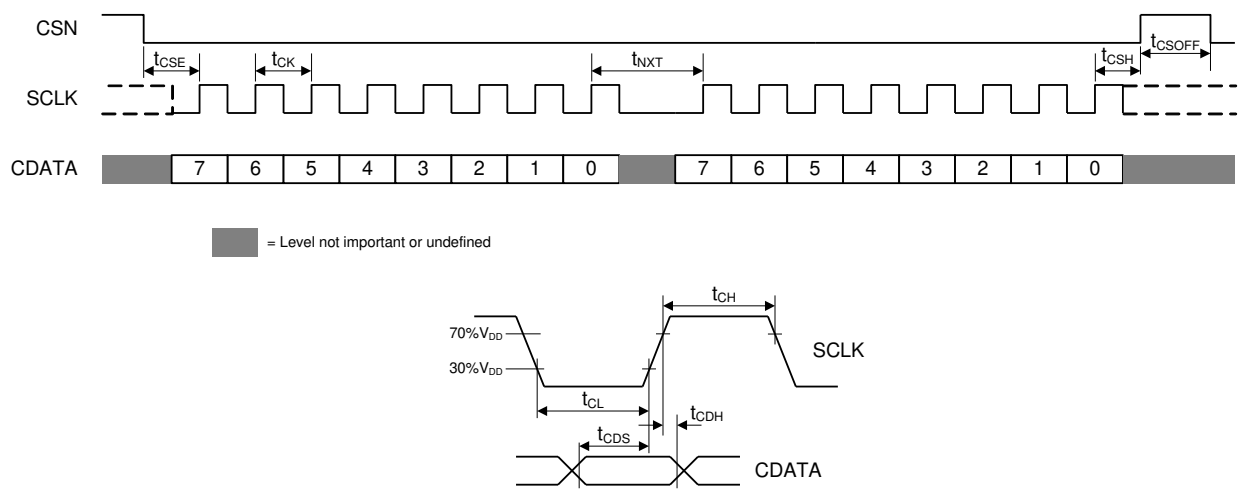 CSN
tCSE
tCK
tNXT
tCSH
tCSOFF
SCLK
CDATA
7 6 5 4 3 2 1 0 7 6 5 4 3 2 1 0
= Level not important or undefined
tCH
70%VDD
SCLK
30%VDD
tCL
tCDH
tCDS
CDATA